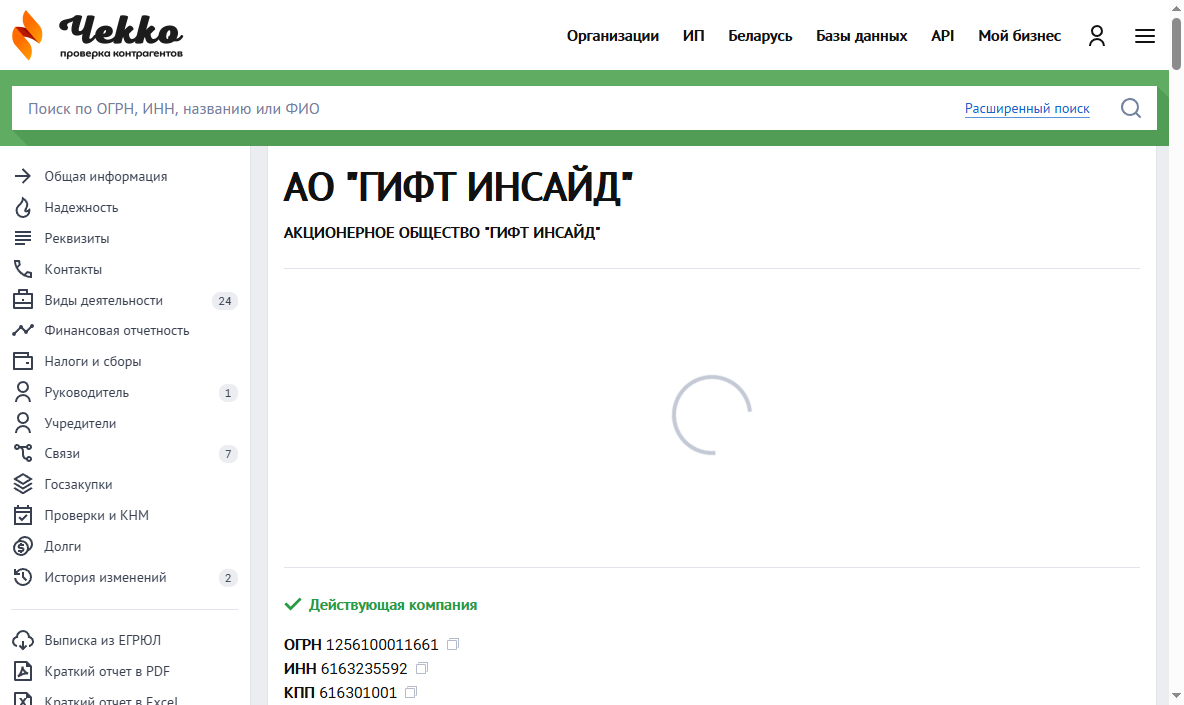 Чекко
проверка контрагентов
Организации ИП Беларусь Базы данных API Мой бизнес
Поиск по ОГРН, ИНН, названию или ФИО Расширенный поиск
Общая информация
Надежность
Реквизиты
Контакты
Виды деятельности 24
Финансовая отчетность
Налоги и сборы
Руководитель 1
Учредители
Связи 7
Госзакупки
Проверки и КНМ
Долги
История изменений 2
Выписка из ЕГРЮЛ
Краткий отчет в PDF
Краткий отчет в Excel
АО "ГИФТ ИНСАЙД"
АКЦИОНЕРНОЕ ОБЩЕСТВО "ГИФТ ИНСАЙД"
Действующая компания
ОГРН 1256100011661
ИНН 6163235592
КПП 616301001